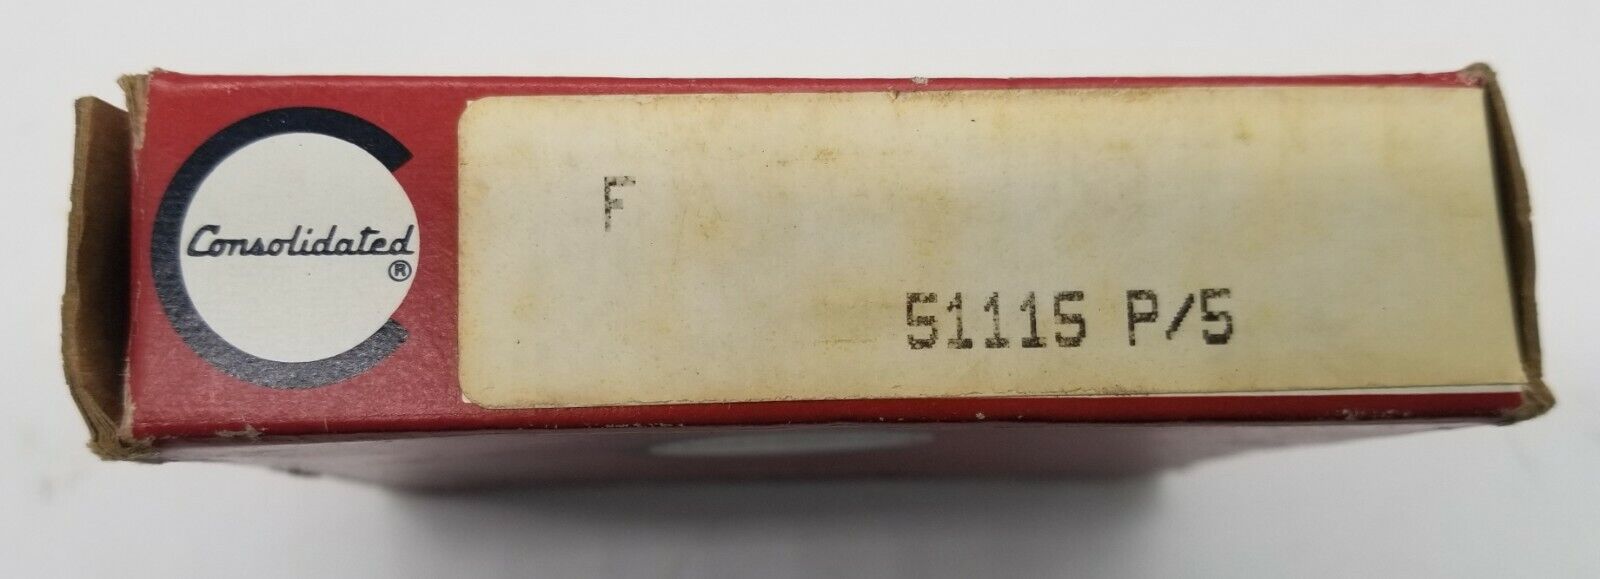 Consolidated®
F
51115 P/5